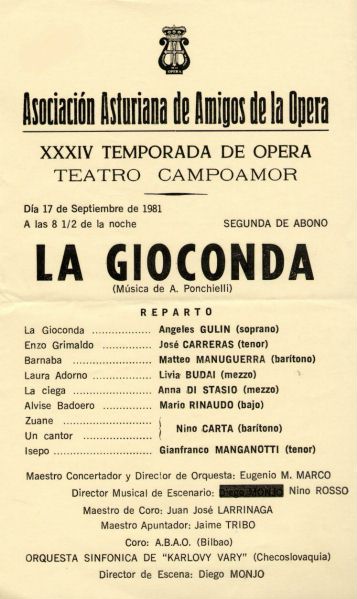 OPERA
Asociación Asturiana de Amigos de la Opera
XXXIV TEMPORADA DE OPERA
TEATRO CAMPOAMOR
Día 17 de Septiembre de 1981
A las 8 1/2 de la noche SEGUNDA DE ABONO
LA GIOCONDA
(Música de A. Ponchielli)
REPARTO
La Gioconda ............... Angeles GULIN (soprano)
Enzo Grimaldo ............... José CARRERAS (tenor)
Barnaba ............... Matteo MANUGUERRA (barítono)
Laura Adorno ............... Livia BUDAI (mezzo)
La ciega ............... Anna DI STASIO (mezzo)
Alvise Badoero ............... Mario RINAUDO (bajo)
Zuane ...............
Nino CARTA (barítono)
Un cantor ...............
Isepo ............... Gianfranco MANGANOTTI (tenor)
Maestro Concertador y Director de Orquesta: Eugenio M. MARCO
Director Musical de Escenario: Diego MONJO Nino ROSSO
Maestro de Coro: Juan José LARRINAGA
Maestro Apuntador: Jaime TRIBO
Coro: A.B.A.O. (Bilbao)
ORQUESTA SINFONICA DE "KARLOVY VARY" (Checoslovaquia)
Director de Escena: Diego MONJO